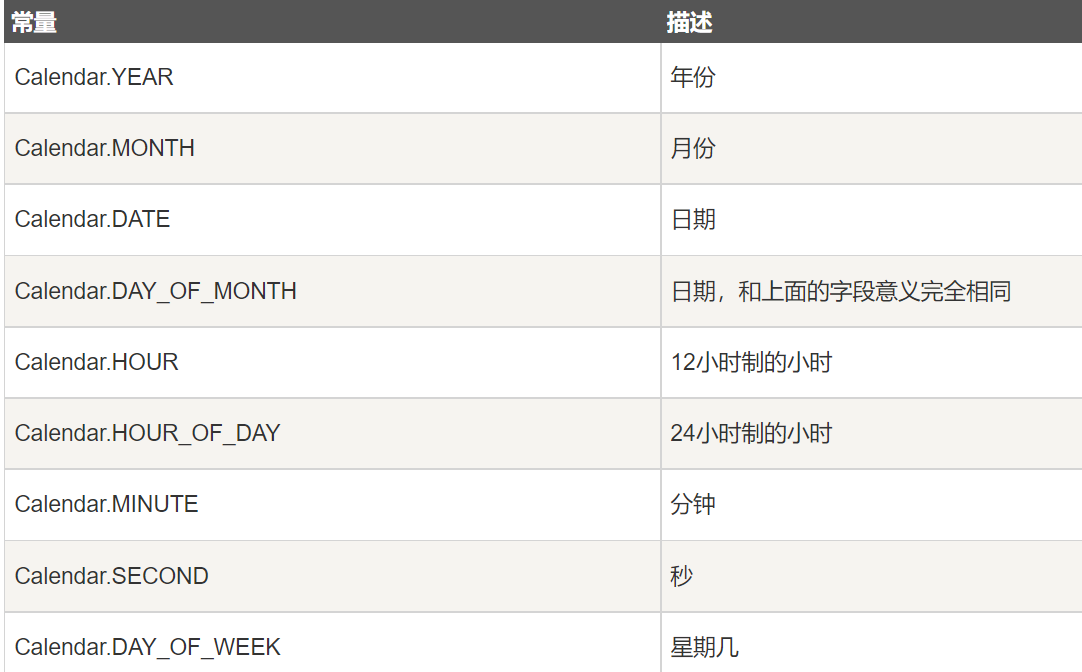 常量 描述
Calendar.YEAR 年份
Calendar.MONTH 月份
Calendar.DATE 日期
Calendar.DAY_OF_MONTH 日期，和上面的字段意义完全相同
Calendar.HOUR 12小时制的小时
Calendar.HOUR_OF_DAY 24小时制的小时
Calendar.MINUTE 分钟
Calendar.SECOND 秒
Calendar.DAY_OF_WEEK 星期几